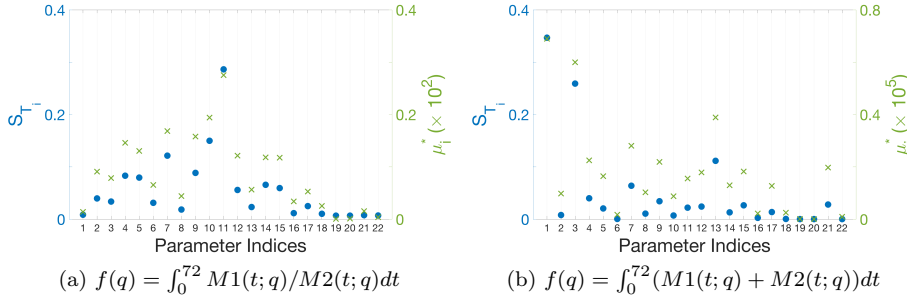 0.4 0.4 0.4 0.8
S_{T_i} 0.2 0.2 μ_i^* (× 10^2) S_{T_i} 0.2 0.4 μ_.^* (× 10^5)
0 0 0 0
1 2 3 4 5 6 7 8 9 10 11 12 13 14 15 16 17 18 19 20 21 22 1 2 3 4 5 6 7 8 9 10 11 12 13 14 15 16 17 18 19 20 21 22
Parameter Indices Parameter Indices
(a) f(q) = ∫_0^{72} M1(t; q)/M2(t; q)dt (b) f(q) = ∫_0^{72}(M1(t; q) + M2(t; q))dt